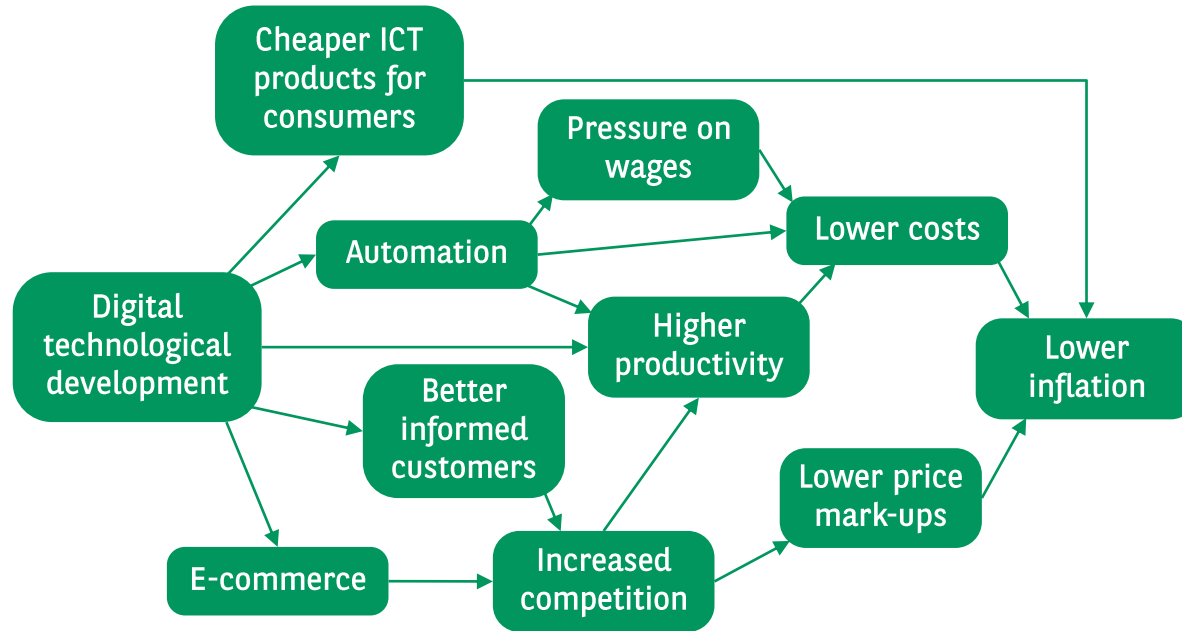 Cheaper ICT
products for
consumers
Pressure on
wages
Lower costs
Automation
Digital
technological
development
Higher
productivity
Lower
inflation
Better
informed
customers
Lower price
mark-ups
E-commerce
Increased
competition